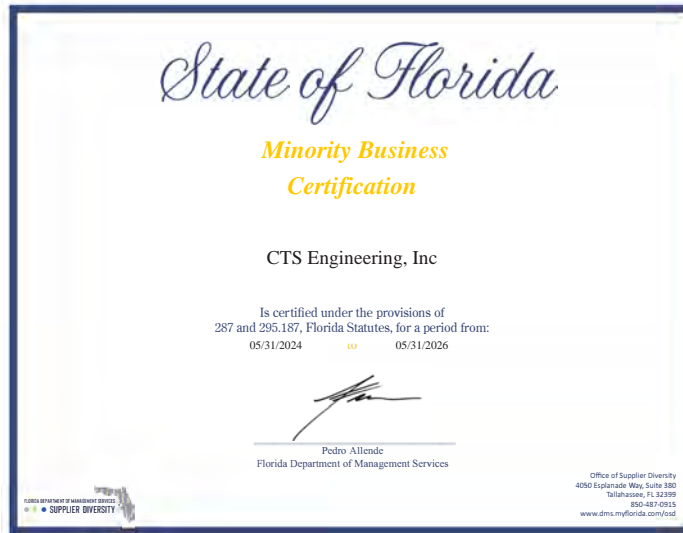 State of Florida
Minority Business
Certification
CTS Engineering, Inc
Is certified under the provisions of
287 and 295.187, Florida Statutes, for a period from:
05/31/2024 to 05/31/2026
Pedro Allende
Florida Department of Management Services
FLORIDA DEPARTMENT OF MANAGEMENT SERVICES
SUPPLIER DIVERSITY
Office of Supplier Diversity
4050 Esplanade Way, Suite 380
Tallahassee, FL 32399
850-487-0915
www.dms.myflorida.com/osd